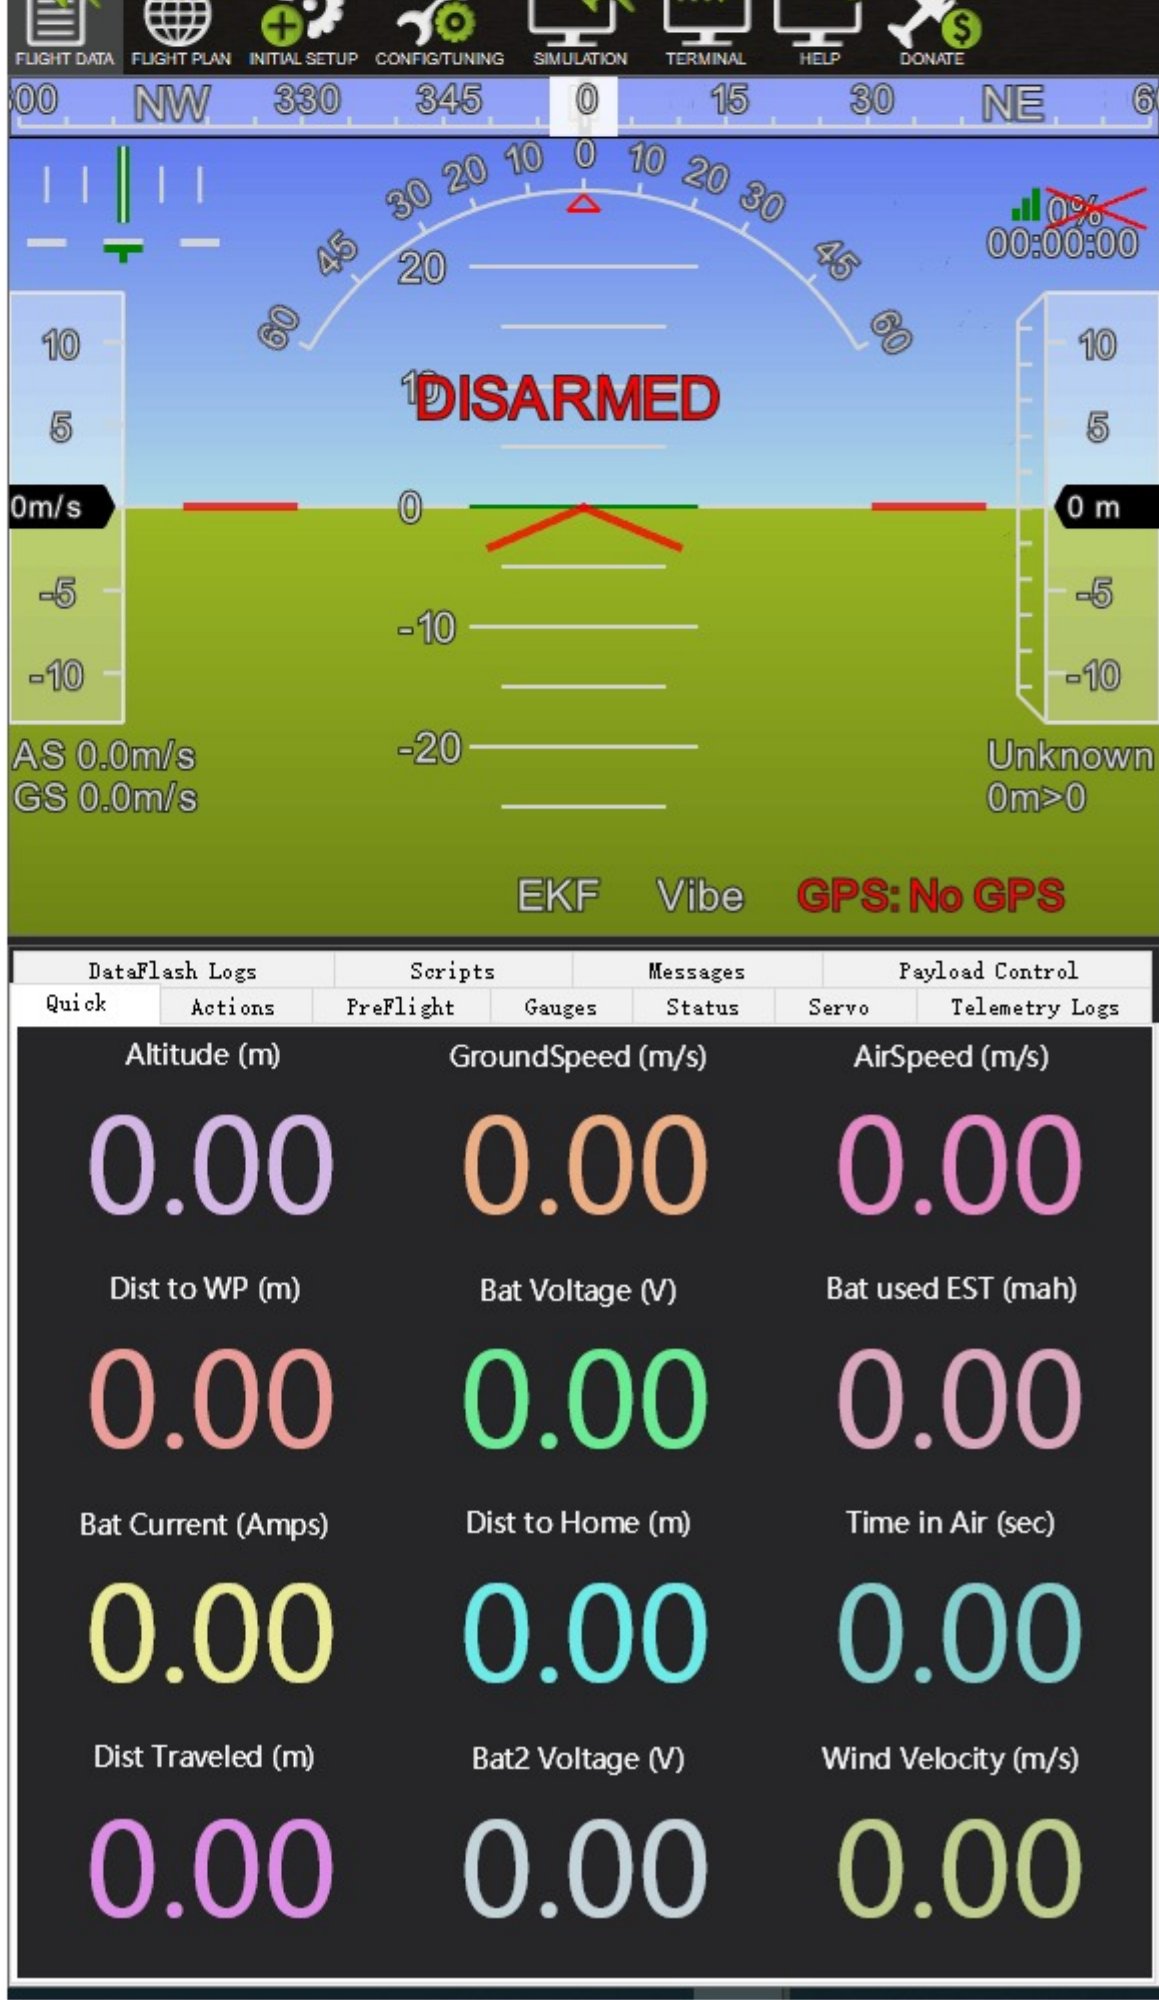 FLIGHT DATA FLIGHT PLAN INITIAL SETUP CONFIG/TUNING SIMULATION TERMINAL HELP DONATE
300 NW 330 345 0 15 30 NE 60
60 45 30 20 10 0 10 20 30 45 60
0%
00:00:00
20
10 10
10
DISARMED
5 5
0m/s 0 0 m
-5 -5
-10
-10 -10
-20
AS 0.0m/s Unknown
GS 0.0m/s 0m>0
EKF Vibe GPS: No GPS
DataFlash Logs Scripts Messages Payload Control
Quick Actions PreFlight Gauges Status Servo Telemetry Logs
Altitude (m) GroundSpeed (m/s) AirSpeed (m/s)
0.00 0.00 0.00
Dist to WP (m) Bat Voltage (V) Bat used EST (mah)
0.00 0.00 0.00
Bat Current (Amps) Dist to Home (m) Time in Air (sec)
0.00 0.00 0.00
Dist Traveled (m) Bat2 Voltage (V) Wind Velocity (m/s)
0.00 0.00 0.00